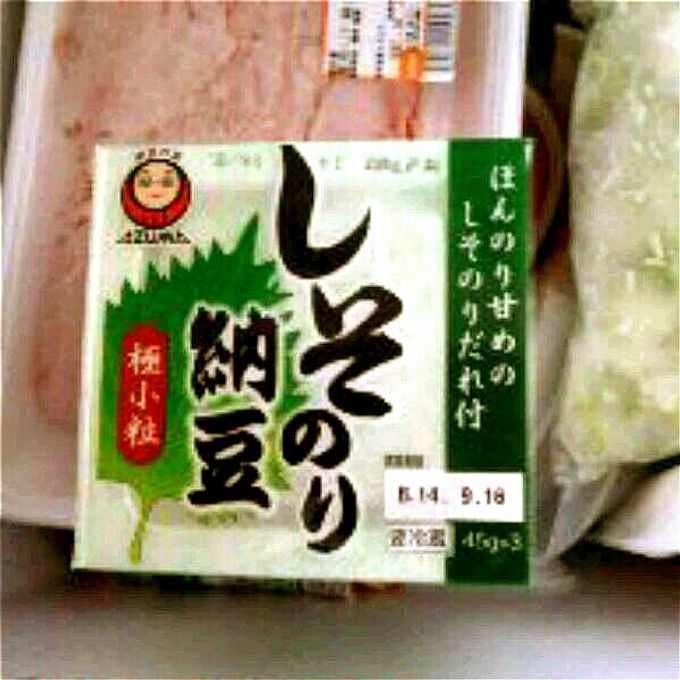 ほんのり甘めの
しそのりだれ付
しそのり
納豆
極小粒
9.18
要冷蔵
45g×3